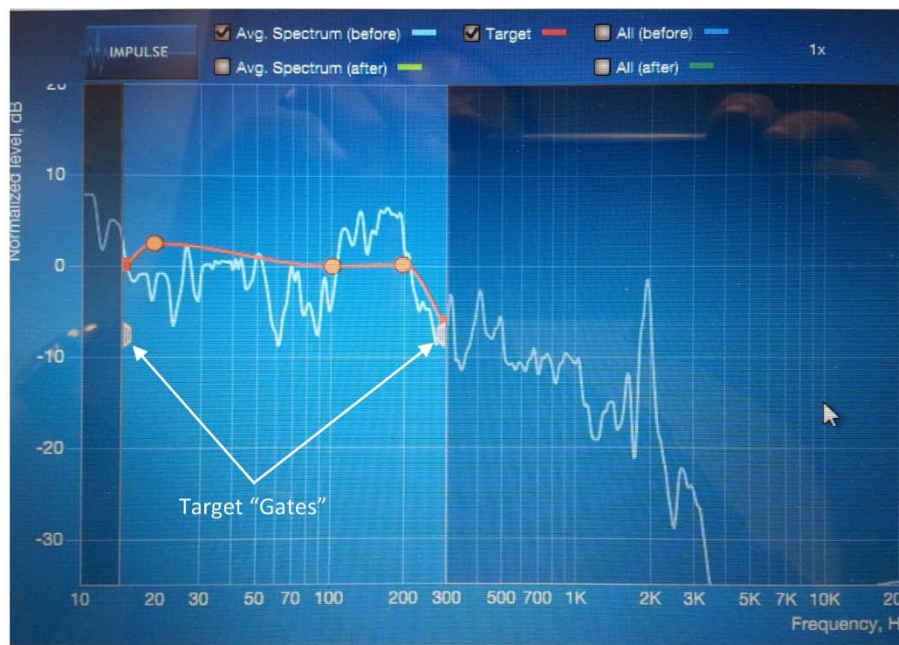 IMPULSE
Avg. Spectrum (before)
Target
All (before)
1x
Avg. Spectrum (after)
All (after)
Normalized level, dB
20
10
0
-10
-20
-30
Target “Gates”
10 20 30 50 70 100 200 300 500 700 1K 2K 3K 5K 7K 10K 20
Frequency, H